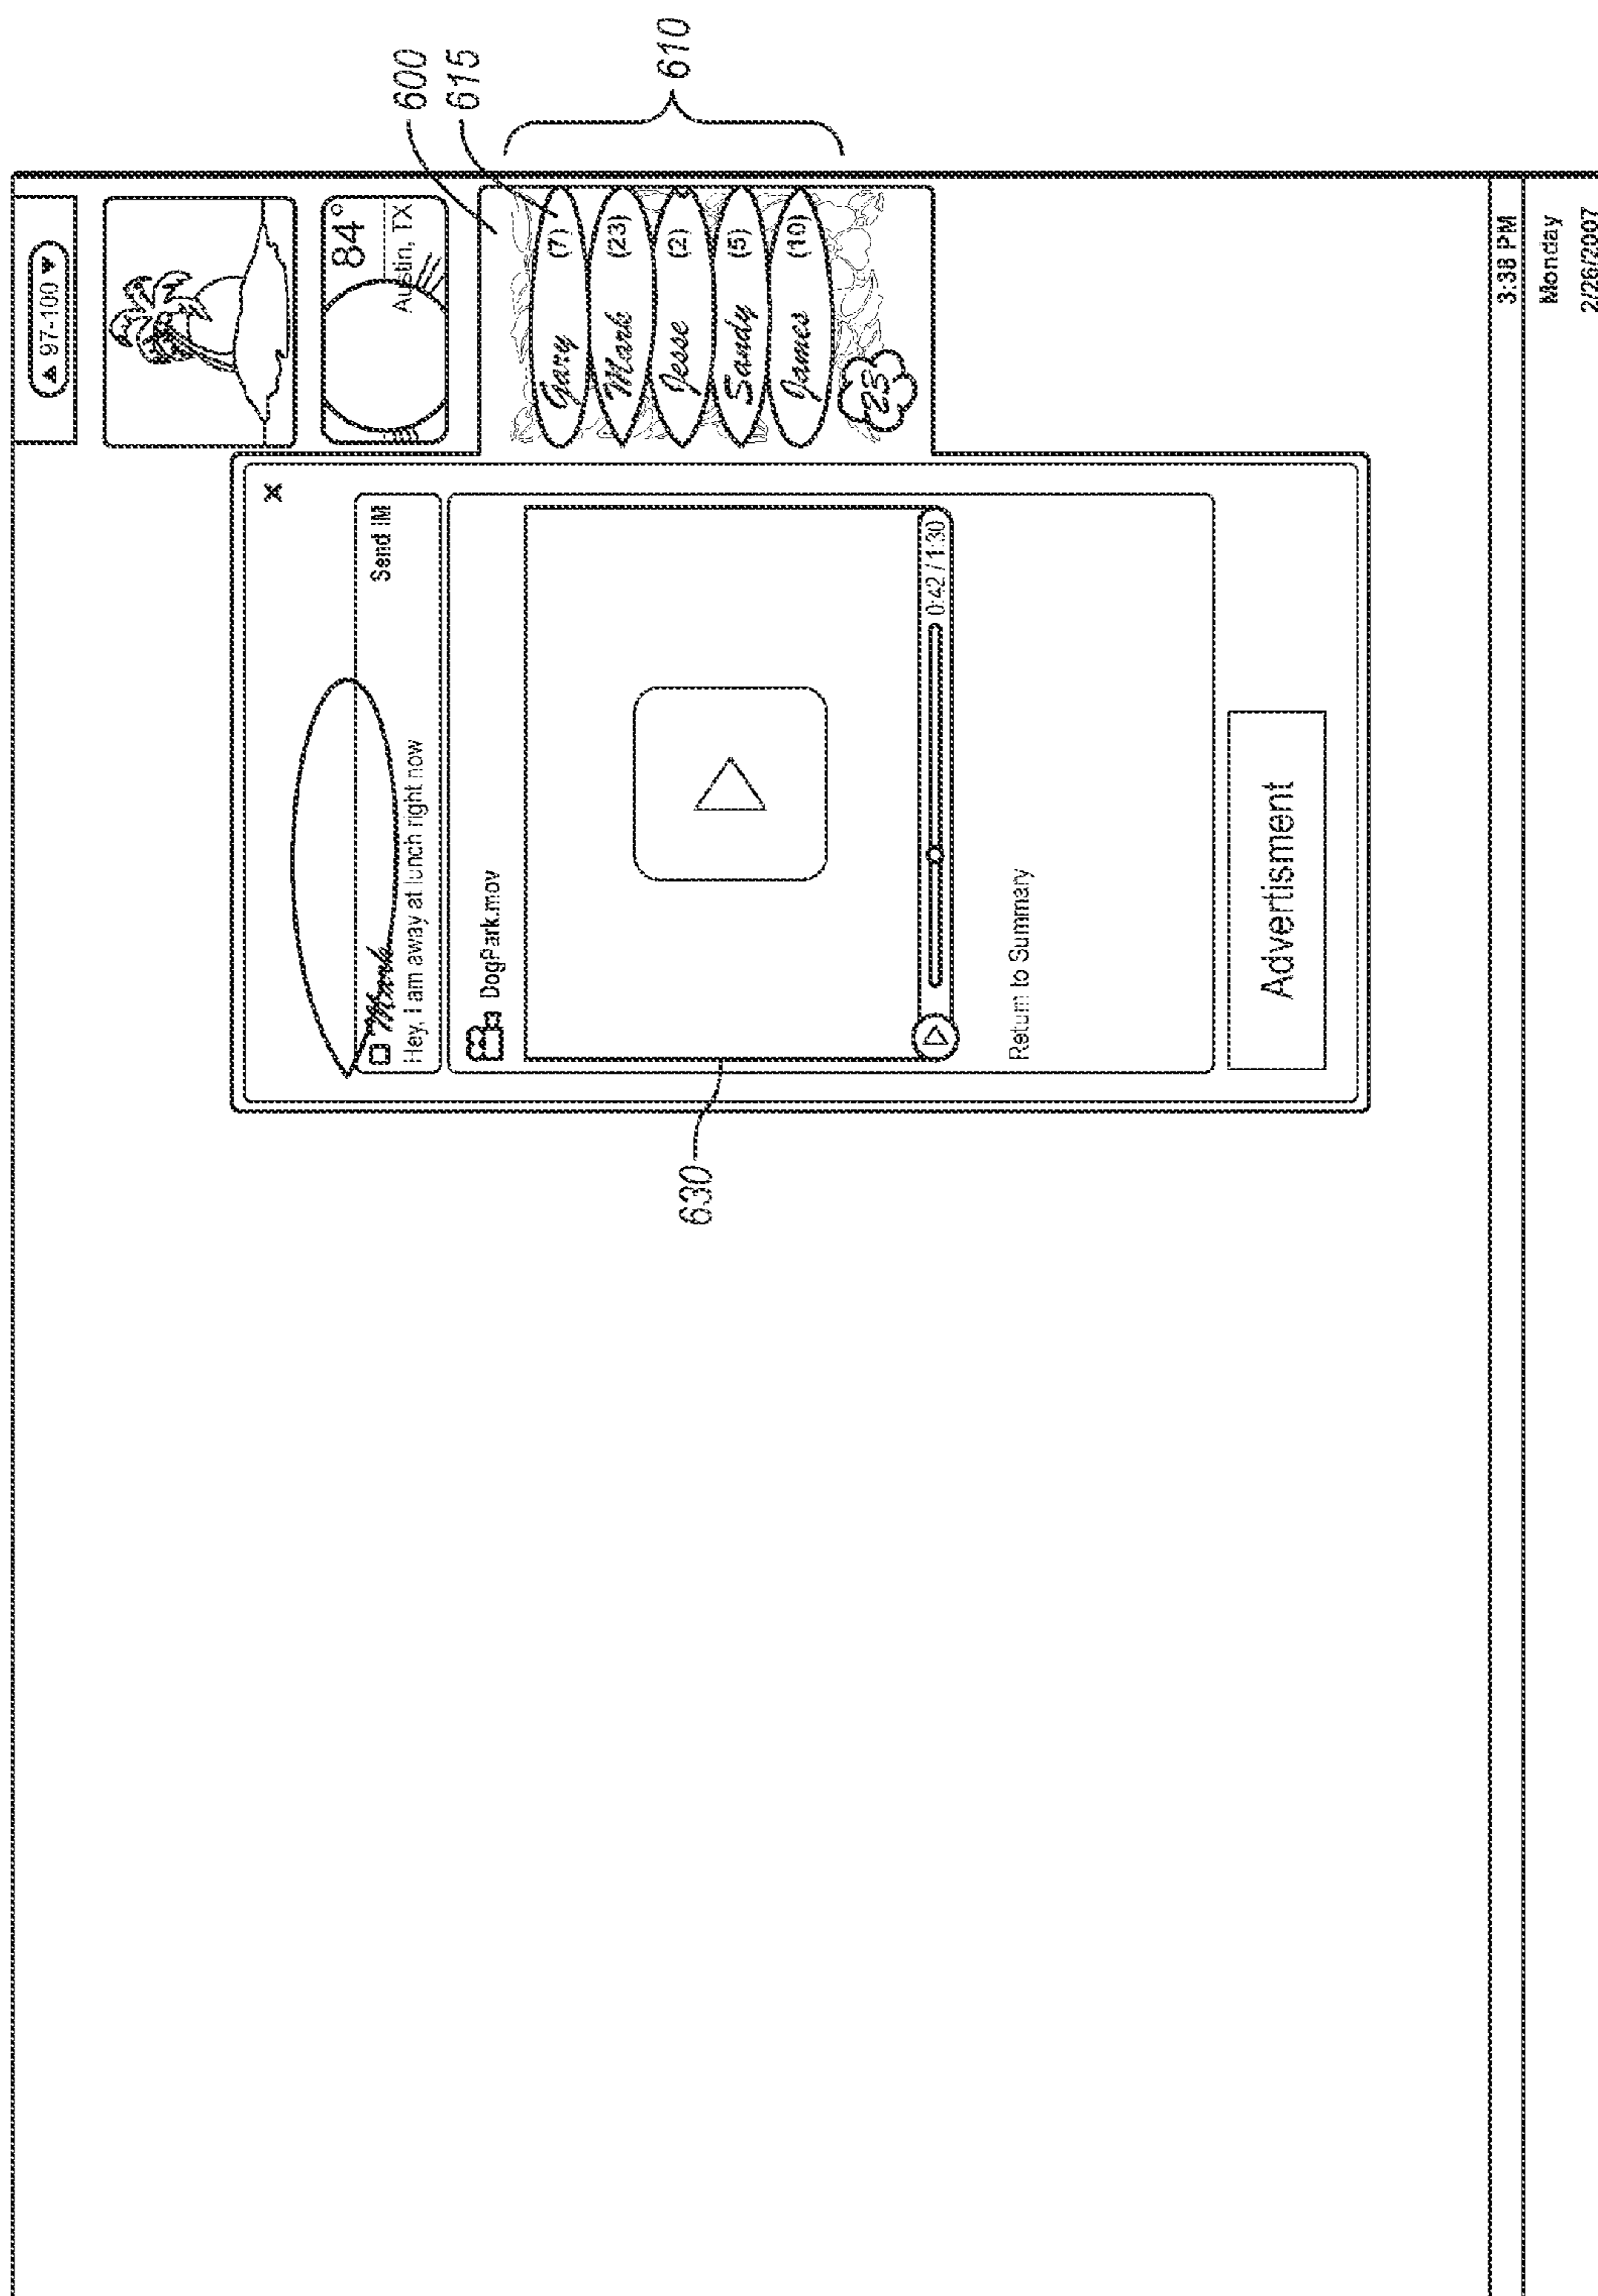 ▲ 97-100 ▼
84°
Austin, TX
600
615
610
Gary (7)
Mark (23)
Jesse (2)
Sandy (5)
James (10)
25
x
Mark
Send IM
Hey, I am away at lunch right now
DogPark.mov
630
0:42 / 1:30
Return to Summary
Advertisment
3:38 PM
Monday
2/26/2007